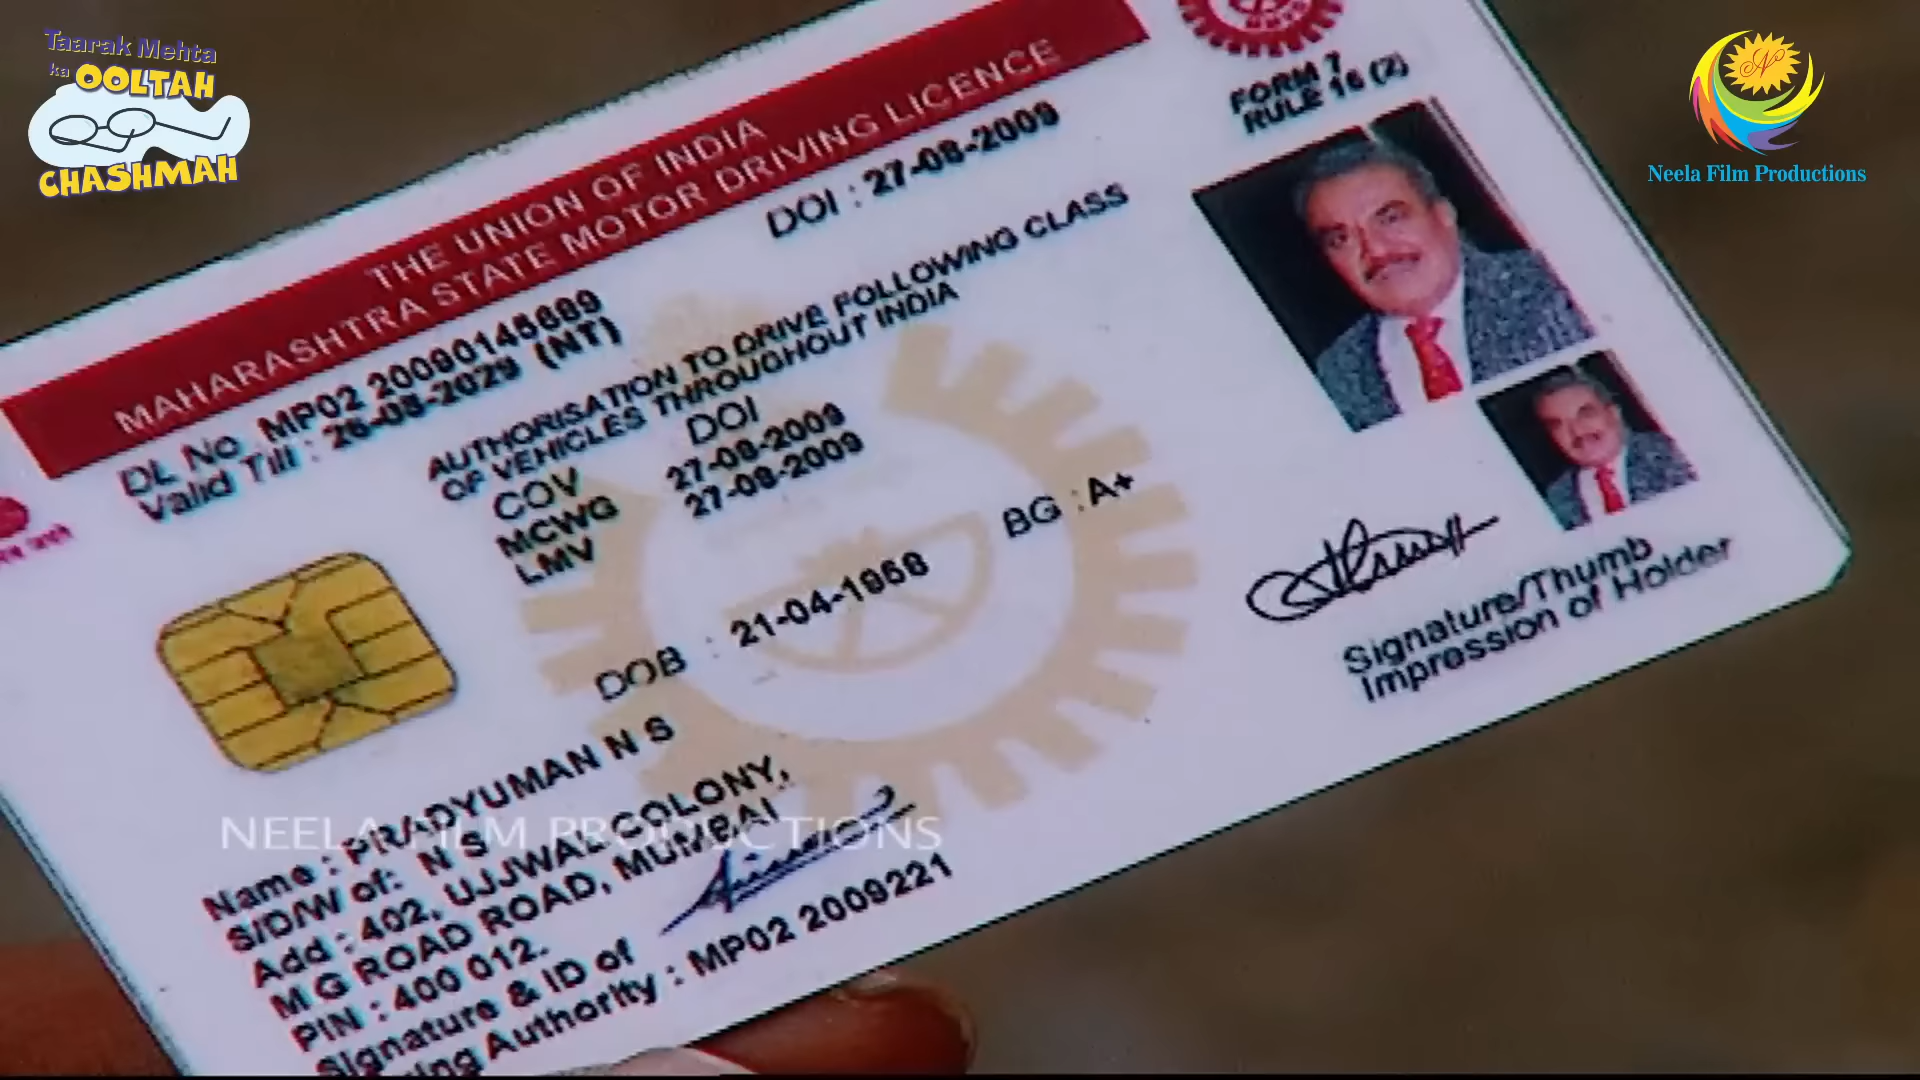 Taarak Mehta
ka OOLTAH
CHASHMAH
Neela Film Productions
THE UNION OF INDIA
MAHARASHTRA STATE MOTOR DRIVING LICENCE
FORM 7
RULE 16 (2)
DL No MP02 20090145689
DOI : 27-08-2009
Valid Till : 26-08-2029 (NT)
AUTHORISATION TO DRIVE FOLLOWING CLASS
OF VEHICLES THROUGHOUT INDIA
COV DOI
MCWG 27-08-2009
LMV 27-08-2009
DOB : 21-04-1968 BG : A+
Signature/Thumb
Impression of Holder
Name : PRADYUMAN N S
S/D/W of: N S
Add : 402, UJJWAL COLONY,
M G ROAD ROAD, MUMBAI
PIN : 400 012.
Signature & ID of
Authority : MP02 2009221
NEELA FILM PRODUCTIONS